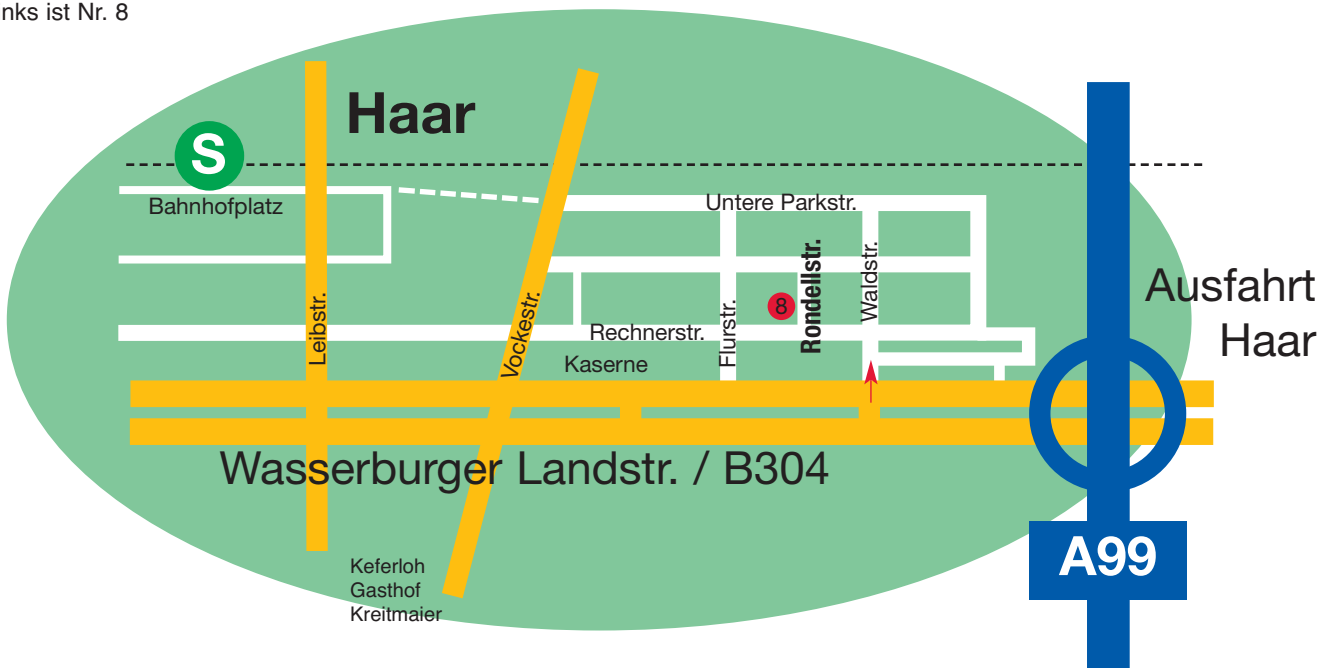 ist Nr. 8
Haar
S
Bahnhofplatz
Untere Parkstr.
Leibstr.
Vockestr.
Flurstr.
8
Rondellstr.
Waldstr.
Rechnerstr.
Kaserne
Ausfahrt
Haar
Wasserburger Landstr. / B304
A99
Keferloh
Gasthof
Kreitmaier